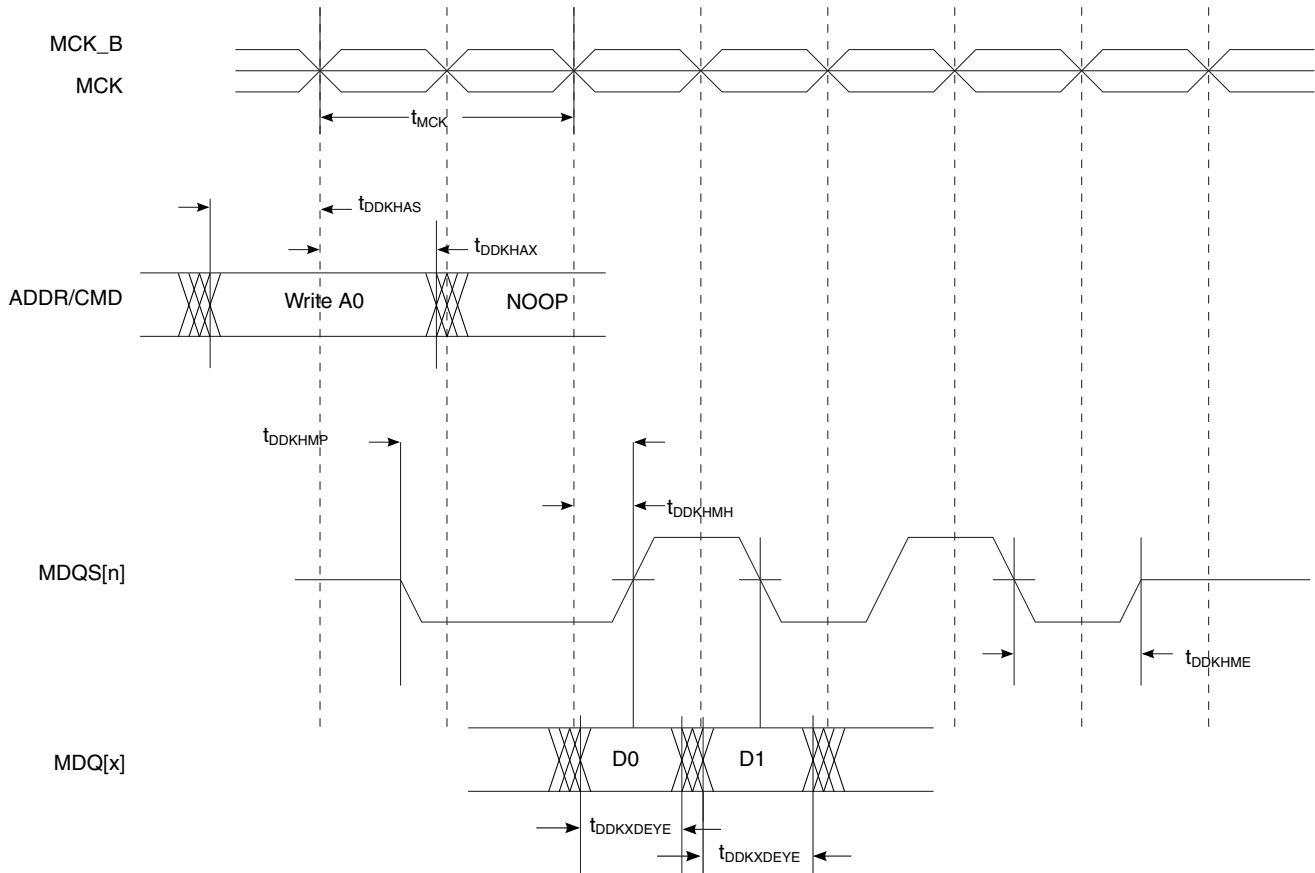 MCK_B
MCK
tMCK
tDDKHAS
tDDKHAX
ADDR/CMD
Write A0
NOOP
tDDKHMP
tDDKHMH
MDQS[n]
tDDKHME
MDQ[x]
D0
D1
tDDKXDEYE
tDDKXDEYE